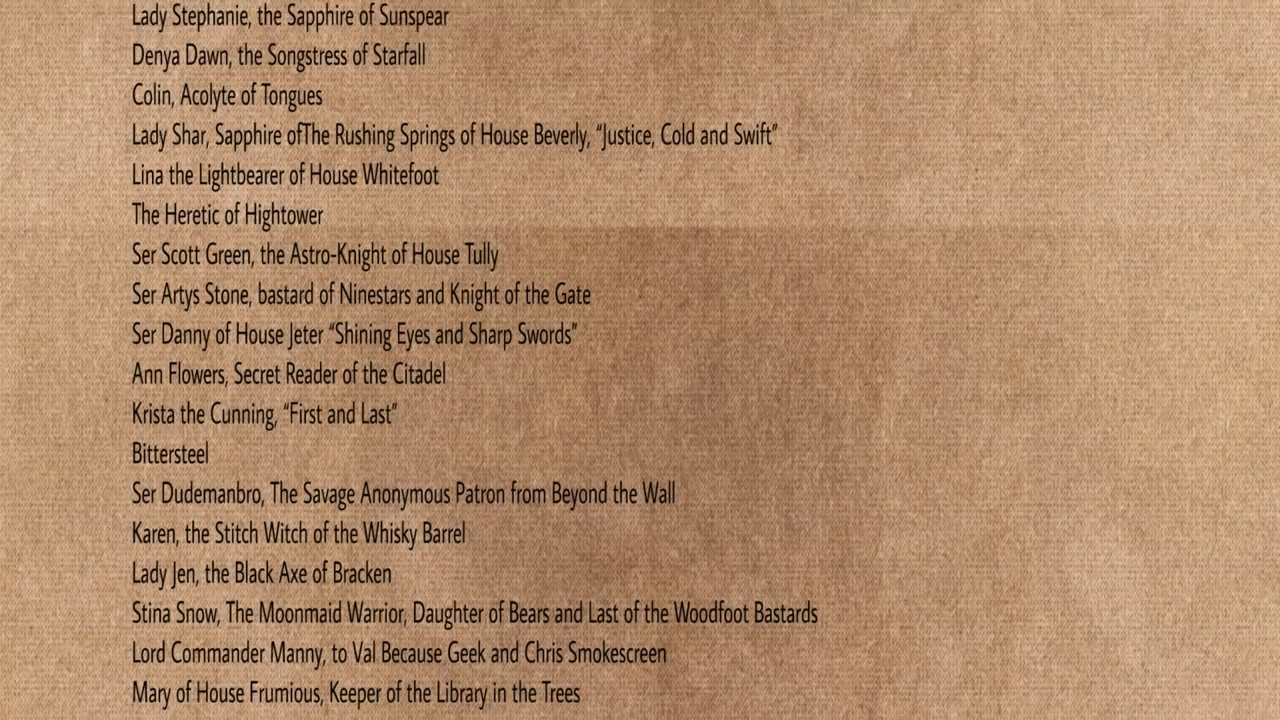 Lady Stephanie, the Sapphire of Sunspear
Denya Dawn, the Songstress of Starfall
Colin, Acolyte of Tongues
Lady Shar, Sapphire ofThe Rushing Springs of House Beverly, “Justice, Cold and Swift”
Lina the Lightbearer of House Whitefoot
The Heretic of Hightower
Ser Scott Green, the Astro-Knight of House Tully
Ser Artys Stone, bastard of Ninestars and Knight of the Gate
Ser Danny of House Jeter “Shining Eyes and Sharp Swords”
Ann Flowers, Secret Reader of the Citadel
Krista the Cunning, “First and Last”
Bittersteel
Ser Dudemanbro, The Savage Anonymous Patron from Beyond the Wall
Karen, the Stitch Witch of the Whisky Barrel
Lady Jen, the Black Axe of Bracken
Stina Snow, The Moonmaid Warrior, Daughter of Bears and Last of the Woodfoot Bastards
Lord Commander Manny, to Val Because Geek and Chris Smokescreen
Mary of House Frumious, Keeper of the Library in the Trees